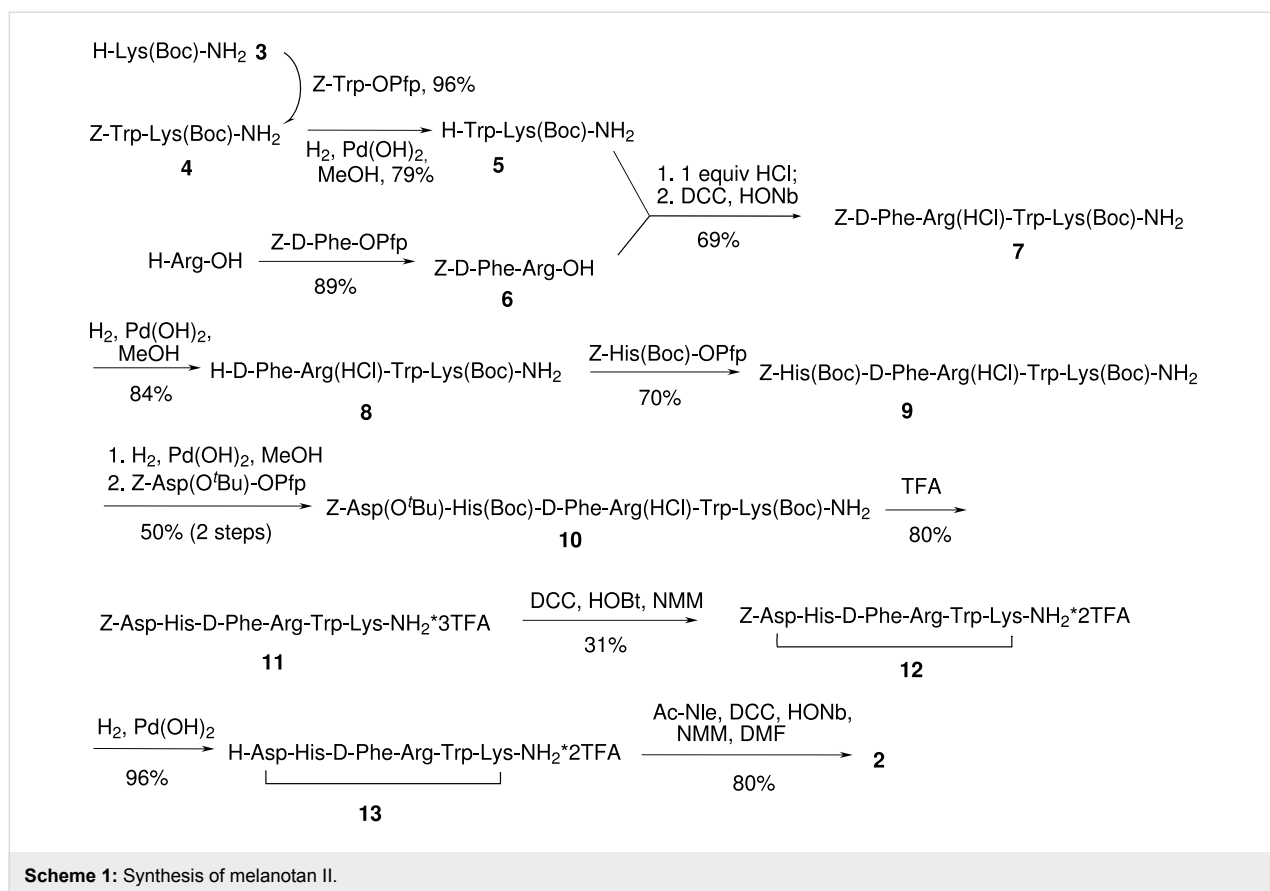 H-Lys(Boc)-NH2 3
Z-Trp-OPfp, 96%
Z-Trp-Lys(Boc)-NH2
4
H2, Pd(OH)2,
MeOH, 79%
H-Trp-Lys(Boc)-NH2
5
H-Arg-OH
Z-D-Phe-OPfp
89%
Z-D-Phe-Arg-OH
6
1. 1 equiv HCl;
2. DCC, HONb
69%
Z-D-Phe-Arg(HCl)-Trp-Lys(Boc)-NH2
7
H2, Pd(OH)2,
MeOH
84%
H-D-Phe-Arg(HCl)-Trp-Lys(Boc)-NH2
8
Z-His(Boc)-OPfp
70%
Z-His(Boc)-D-Phe-Arg(HCl)-Trp-Lys(Boc)-NH2
9
1. H2, Pd(OH)2, MeOH
2. Z-Asp(OtBu)-OPfp
50% (2 steps)
Z-Asp(OtBu)-His(Boc)-D-Phe-Arg(HCl)-Trp-Lys(Boc)-NH2
10
TFA
80%
Z-Asp-His-D-Phe-Arg-Trp-Lys-NH2*3TFA
11
DCC, HOBt, NMM
31%
Z-Asp-His-D-Phe-Arg-Trp-Lys-NH2*2TFA
12
H2, Pd(OH)2
96%
H-Asp-His-D-Phe-Arg-Trp-Lys-NH2*2TFA
13
Ac-Nle, DCC, HONb,
NMM, DMF
80%
2
Scheme 1: Synthesis of melanotan II.